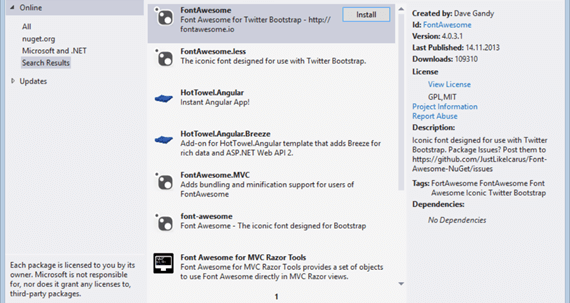 Online
All
nuget.org
Microsoft and .NET
Search Results
Updates
Each package is licensed to you by its
owner. Microsoft is not responsible
for, nor does it grant any licenses to,
third-party packages.
FontAwesome
Font Awesome for Twitter Bootstrap - http://
fontawesome.io
Install
FontAwesome.less
The iconic font designed for use with Twitter Bootstrap.
HotTowel.Angular
Instant Angular App!
HotTowel.Angular.Breeze
Add-on for HotTowel.Angular template that adds Breeze for
rich data and ASP.NET Web API 2.
FontAwesome.MVC
Adds bundling and minification support for users of
FontAwesome
font-awesome
Font Awesome - The iconic font designed for Bootstrap
Font Awesome for MVC Razor Tools
Font Awesome for MVC Razor Tools provides a set of objects
to use Font Awesome directly in MVC Razor views.
1
Created by: Dave Gandy
Id: FontAwesome
Version: 4.0.3.1
Last Published: 14.11.2013
Downloads: 109310
License
View License
GPL,MIT
Project Information
Report Abuse
Description:
Iconic font designed for use with Twitter
Bootstrap. Package Issues? Post them to
https://github.com/JustLikeIcarus/Font-
Awesome-NuGet/issues
Tags: FortAwesome FontAwesome Font
Awesome Iconic Twitter Bootstrap
Dependencies:
No Dependencies